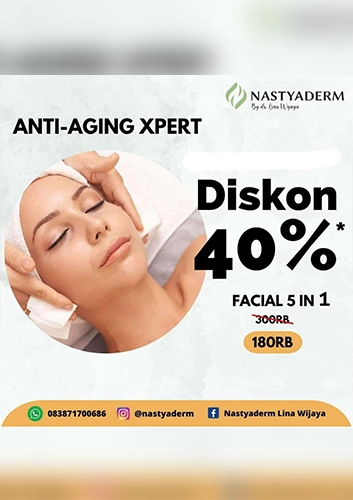 NASTYADERM
By dr. Lina Wijaya
ANTI-AGING XPERT
Diskon
40%*
FACIAL 5 IN 1
300RB
180RB
083871700686 @nastyaderm Nastyaderm Lina Wijaya